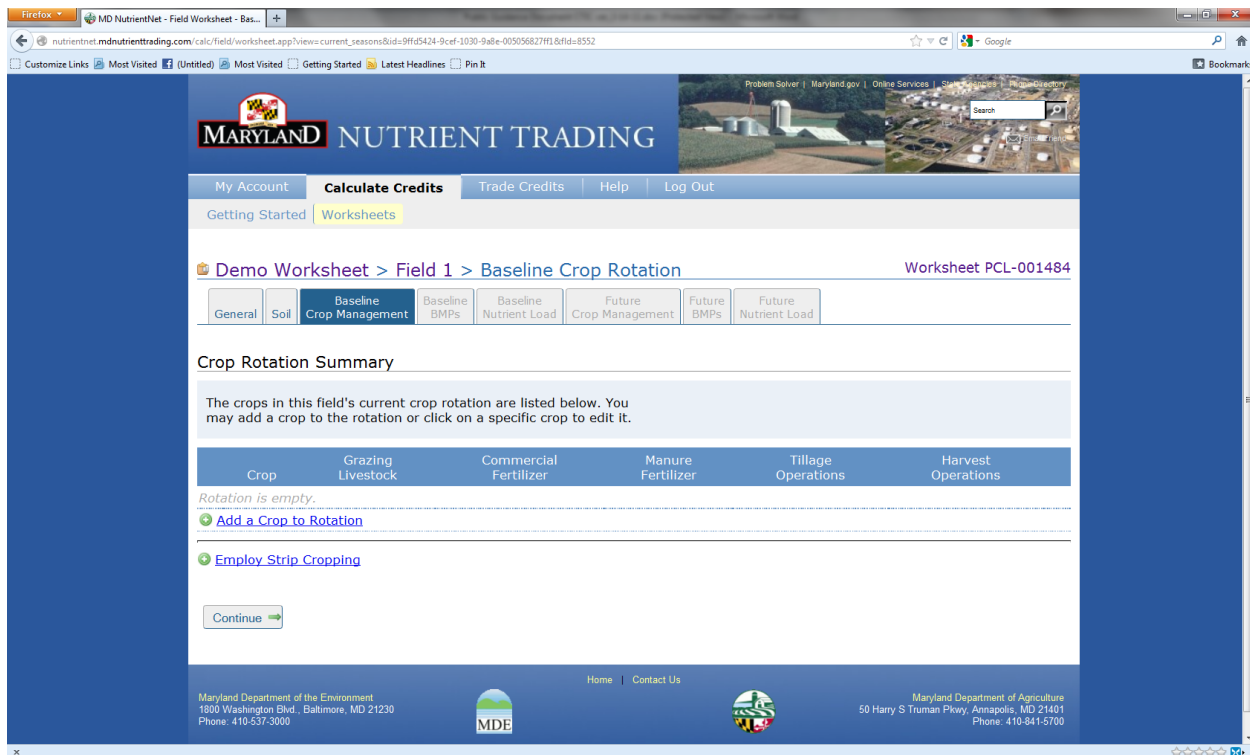 Firefox
MD NutrientNet - Field Worksheet - Bas...
nutrientnet.mdnutrienttrading.com/calc/field/worksheet.app?view=current_seasons&id=9ffd5424-9cef-1030-9a8e-005056827ff1&fld=8552
Google
Customize Links Most Visited (Untitled) Most Visited Getting Started Latest Headlines Pin It
Bookmark
Problem Solver | Maryland.gov | Online Services | State Agencies | Phone Directory
Search
MARYLAND NUTRIENT TRADING
My Account Calculate Credits Trade Credits Help Log Out
Getting Started Worksheets
Demo Worksheet > Field 1 > Baseline Crop Rotation
Worksheet PCL-001484
General Soil Baseline Crop Management Baseline BMPs Baseline Nutrient Load Future Crop Management Future BMPs Future Nutrient Load
Crop Rotation Summary
The crops in this field's current crop rotation are listed below. You
may add a crop to the rotation or click on a specific crop to edit it.
Crop Grazing Livestock Commercial Fertilizer Manure Fertilizer Tillage Operations Harvest Operations
Rotation is empty.
Add a Crop to Rotation
Employ Strip Cropping
Continue
Home | Contact Us
Maryland Department of the Environment
1800 Washington Blvd., Baltimore, MD 21230
Phone: 410-537-3000
MDE
Maryland Department of Agriculture
50 Harry S Truman Pkwy, Annapolis, MD 21401
Phone: 410-841-5700